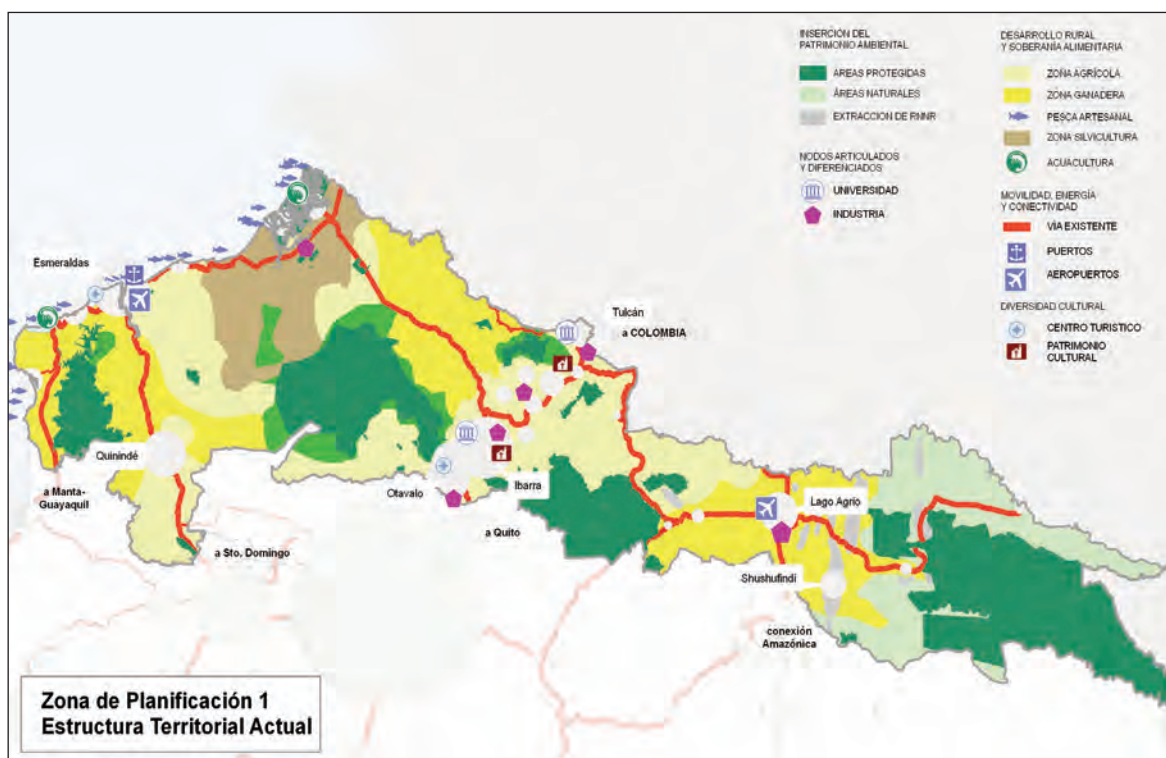 INSERCIÓN DEL
PATRIMONIO AMBIENTAL
AREAS PROTEGIDAS
ÁREAS NATURALES
EXTRACCION DE RNNR
NODOS ARTICULADOS
Y DIFERENCIADOS
UNIVERSIDAD
INDUSTRIA
DESARROLLO RURAL
Y SOBERANÍA ALIMENTARIA
ZONA AGRÍCOLA
ZONA GANADERA
PESCA ARTESANAL
ZONA SILVICULTURA
ACUACULTURA
MOVILIDAD, ENERGÍA
Y CONECTIVIDAD
VÍA EXISTENTE
PUERTOS
AEROPUERTOS
DIVERSIDAD CULTURAL
CENTRO TURISTICO
PATRIMONIO
CULTURAL
Esmeraldas
Tulcán
a COLOMBIA
Quinindé
a Manta-
Guayaquil
a Sto. Domingo
Otavalo
Ibarra
a Quito
Lago Agrio
Shushufindi
conexión
Amazónica
Zona de Planificación 1
Estructura Territorial Actual